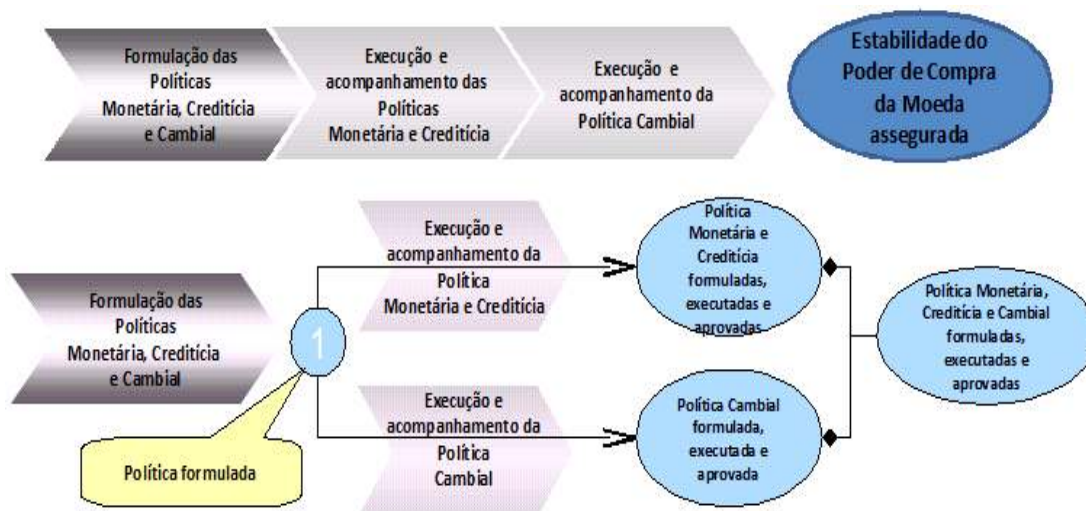 Formulação das
Políticas
Monetária, Creditícia
e Cambial
Execução e
acompanhamento das
Políticas
Monetária e Creditícia
Execução e
acompanhamento da
Política Cambial
Estabilidade do
Poder de Compra
da Moeda
assegurada
Formulação das
Políticas
Monetária, Creditícia
e Cambial
1
Política formulada
Execução e
acompanhamento da
Política
Monetária e Creditícia
Política
Monetária e
Creditícia
formuladas,
executadas e
aprovadas
Execução e
acompanhamento da
Política
Cambial
Política Cambial
formulada,
executada e
aprovada
Política Monetária,
Creditícia e Cambial
formuladas,
executadas e
aprovadas